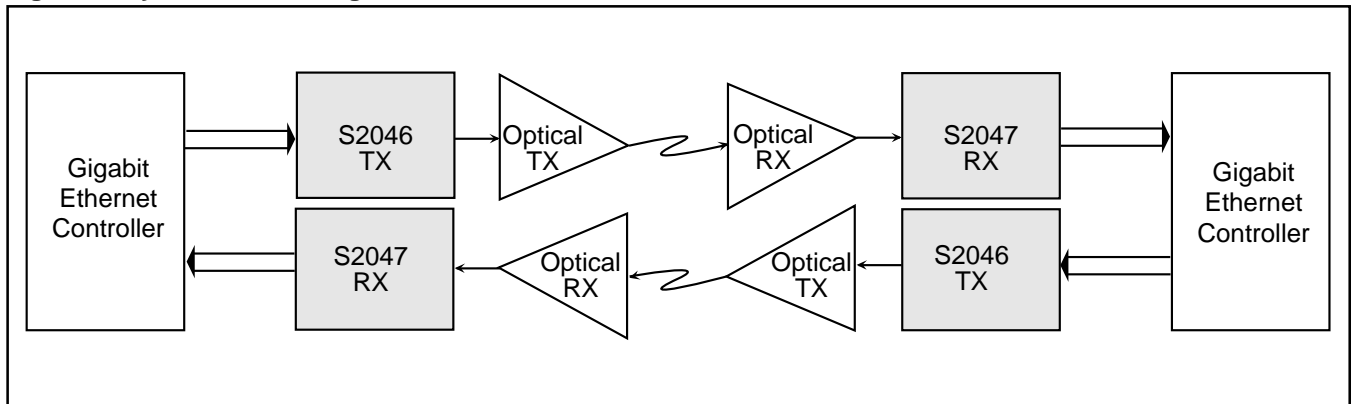 Gigabit
Ethernet
Controller
S2046
TX
Optical
TX
Optical
RX
S2047
RX
Gigabit
Ethernet
Controller
S2047
RX
Optical
RX
Optical
TX
S2046
TX